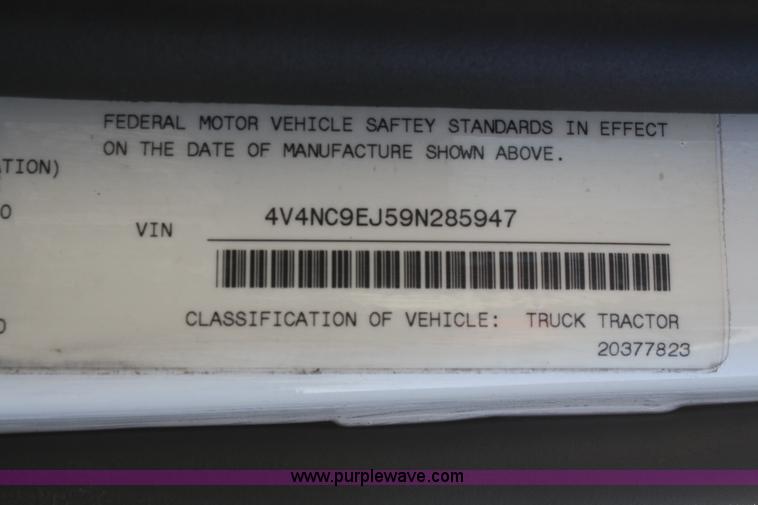 FEDERAL MOTOR VEHICLE SAFTEY STANDARDS IN EFFECT
ON THE DATE OF MANUFACTURE SHOWN ABOVE.
ATION)
0
VIN 4V4NC9EJ59N285947
CLASSIFICATION OF VEHICLE: TRUCK TRACTOR
20377823
www.purplewave.com